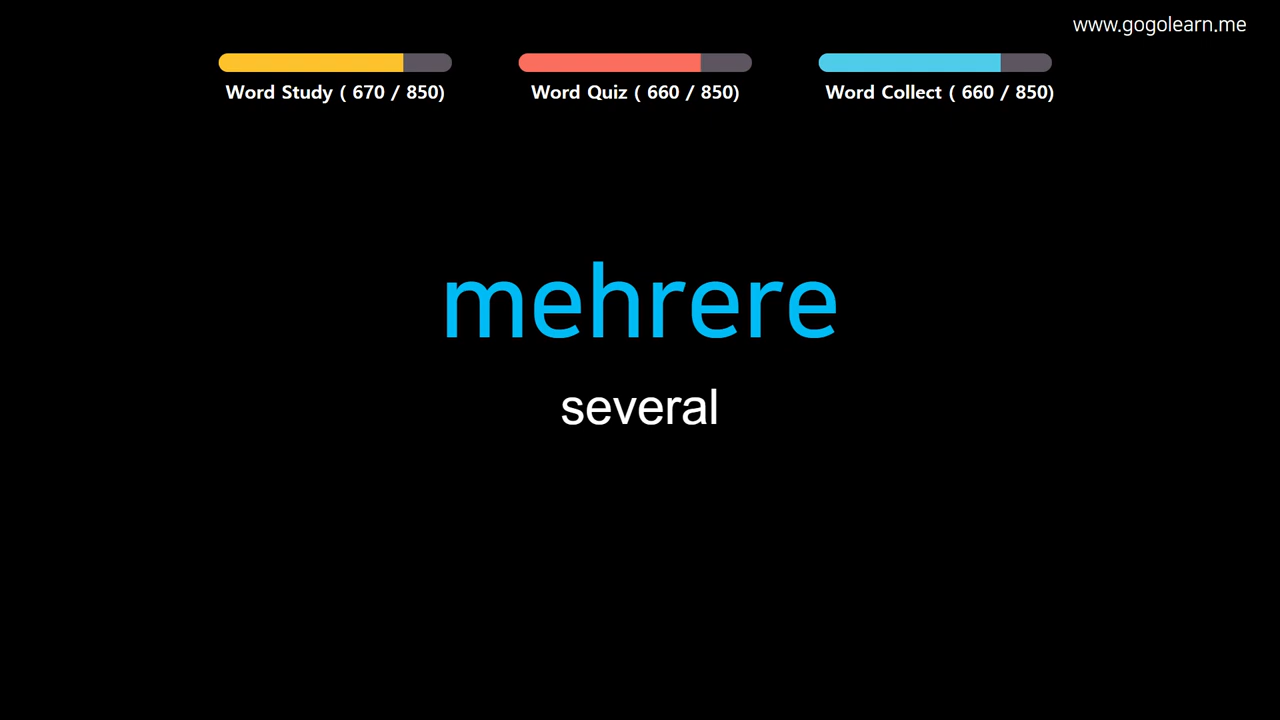 www.gogolearn.me
Word Study ( 670 / 850)
Word Quiz ( 660 / 850)
Word Collect ( 660 / 850)
mehrere
several